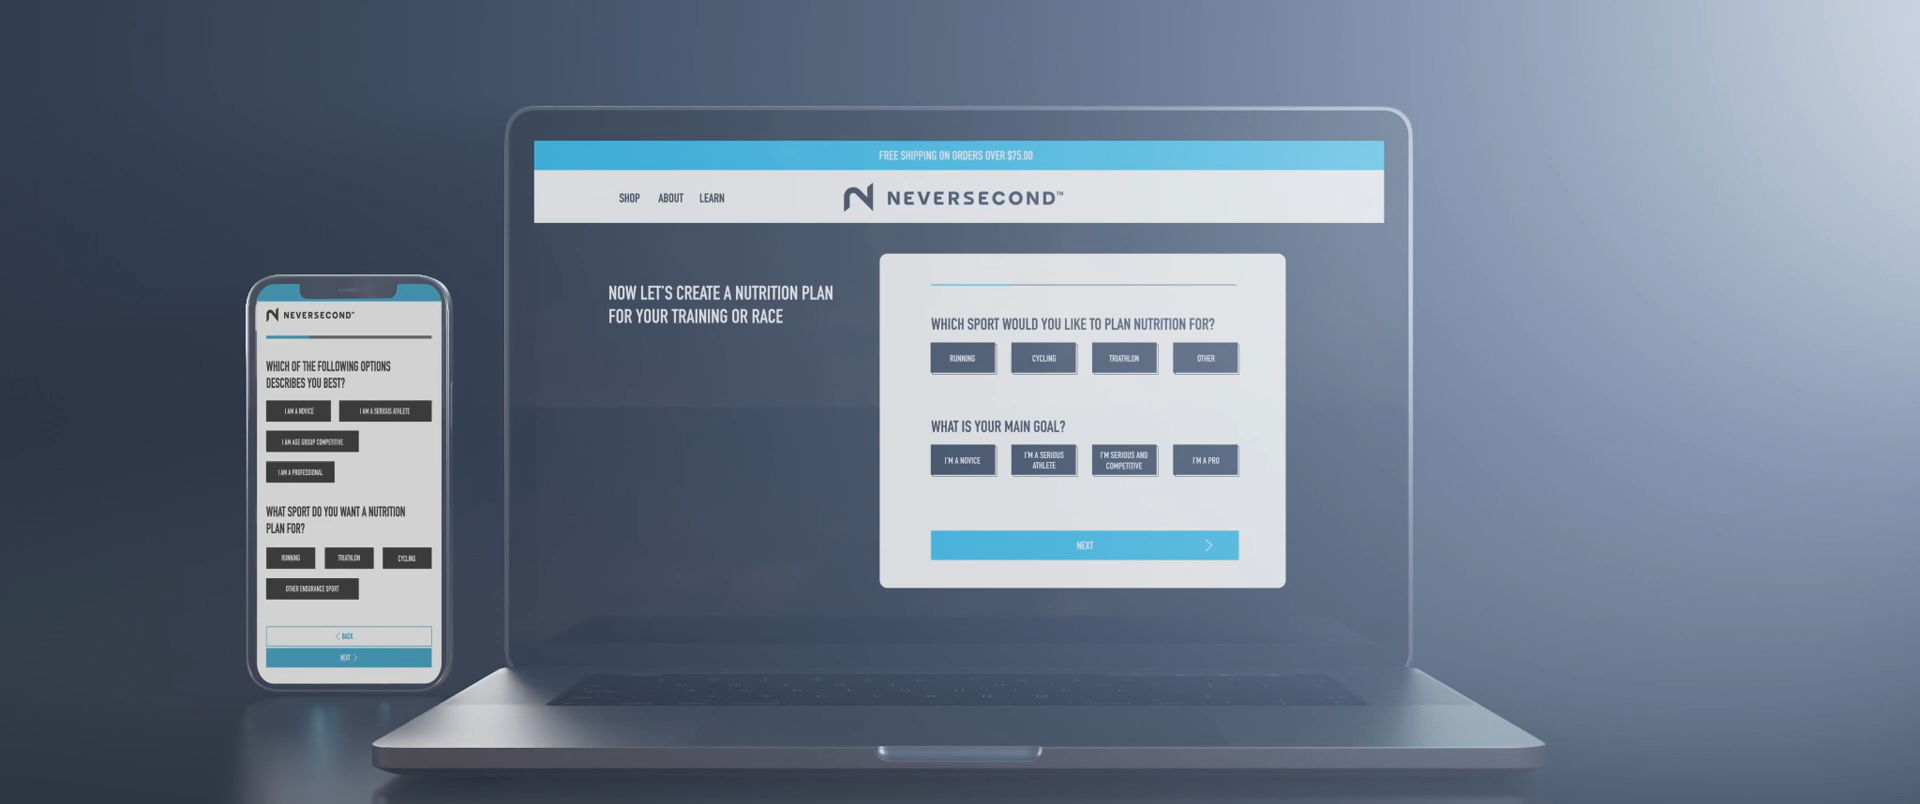 FREE SHIPPING ON ORDERS OVER $75.00
SHOP ABOUT LEARN
NEVERSECOND™
NOW LET'S CREATE A NUTRITION PLAN
FOR YOUR TRAINING OR RACE
WHICH SPORT WOULD YOU LIKE TO PLAN NUTRITION FOR?
RUNNING CYCLING TRIATHLON OTHER
WHAT IS YOUR MAIN GOAL?
I'M A NOVICE
I'M A SERIOUS
ATHLETE
I'M SERIOUS AND
COMPETITIVE
I'M A PRO
NEXT
NEVERSECOND™
WHICH OF THE FOLLOWING OPTIONS
DESCRIBES YOU BEST?
I AM A NOVICE I AM A SERIOUS ATHLETE
I AM AGE GROUP COMPETITIVE
I AM A PROFESSIONAL
WHAT SPORT DO YOU WANT A NUTRITION
PLAN FOR?
RUNNING TRIATHLON CYCLING
OTHER ENDURANCE SPORT
< BACK
NEXT >